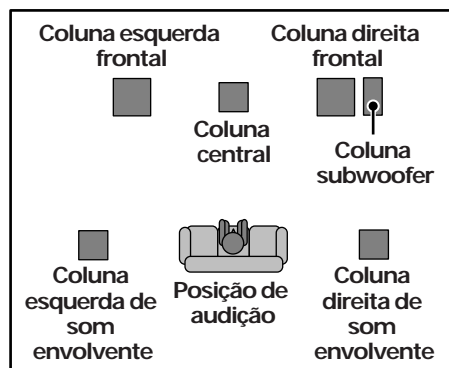 Coluna esquerda
frontal
Coluna direita
frontal
Coluna
central
Coluna
subwoofer
Coluna
esquerda de
som
envolvente
Posição de
audição
Coluna
direita de
som
envolvente